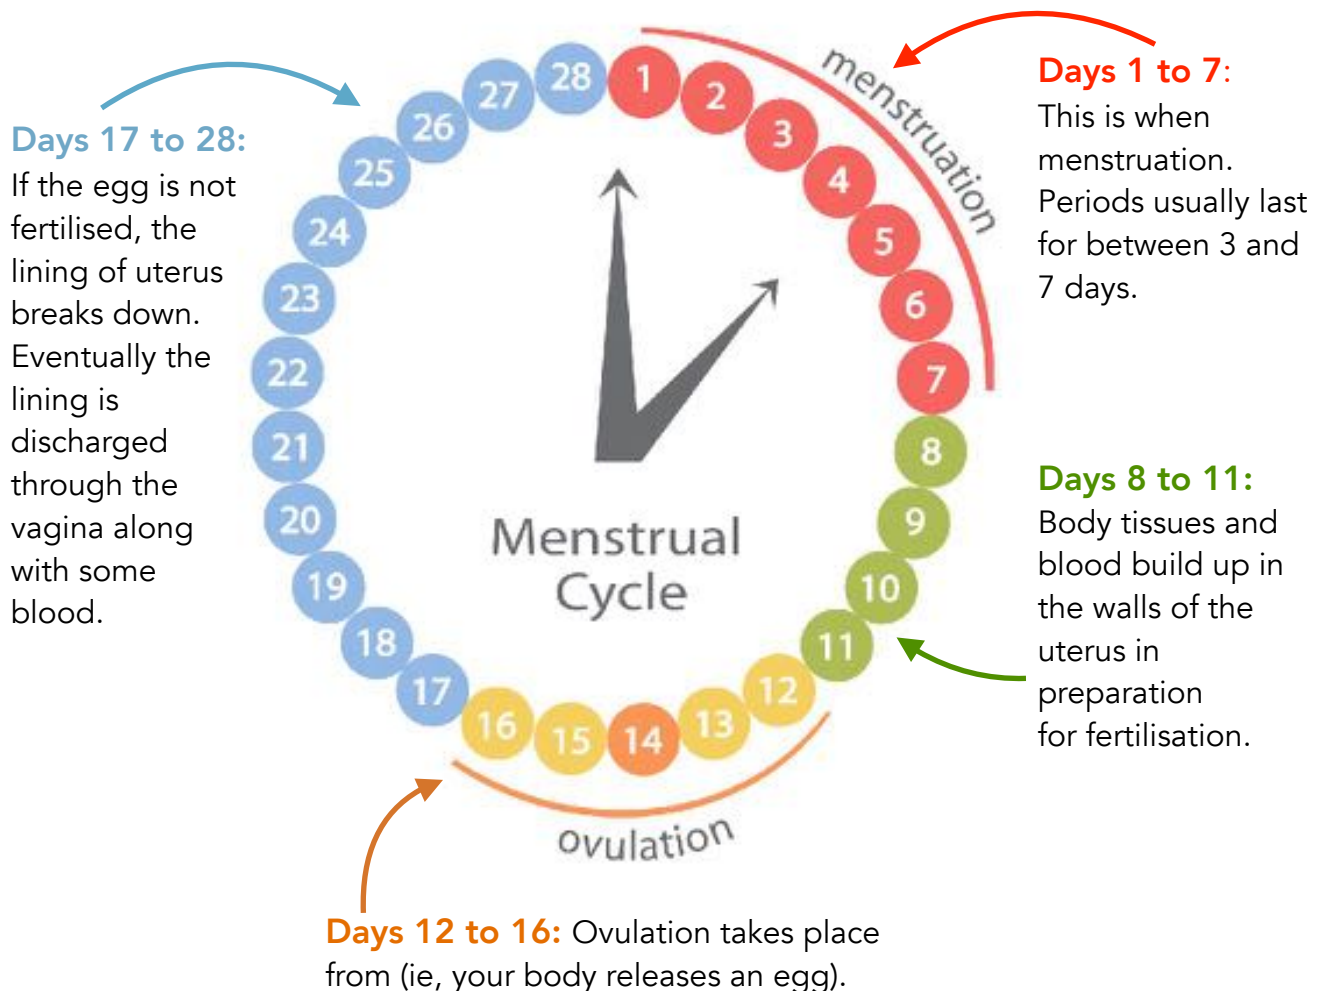 Days 1 to 7:
This is when
menstruation.
Periods usually last
for between 3 and
7 days.
menstruation
Days 17 to 28:
If the egg is not
fertilised, the
lining of uterus
breaks down.
Eventually the
lining is
discharged
through the
vagina along
with some
blood.
1
2
3
4
5
6
7
8
9
10
11
12
13
14
15
16
17
18
19
20
21
22
23
24
25
26
27
28
Menstrual
Cycle
Days 8 to 11:
Body tissues and
blood build up in
the walls of the
uterus in
preparation
for fertilisation.
ovulation
Days 12 to 16: Ovulation takes place
from (ie, your body releases an egg).